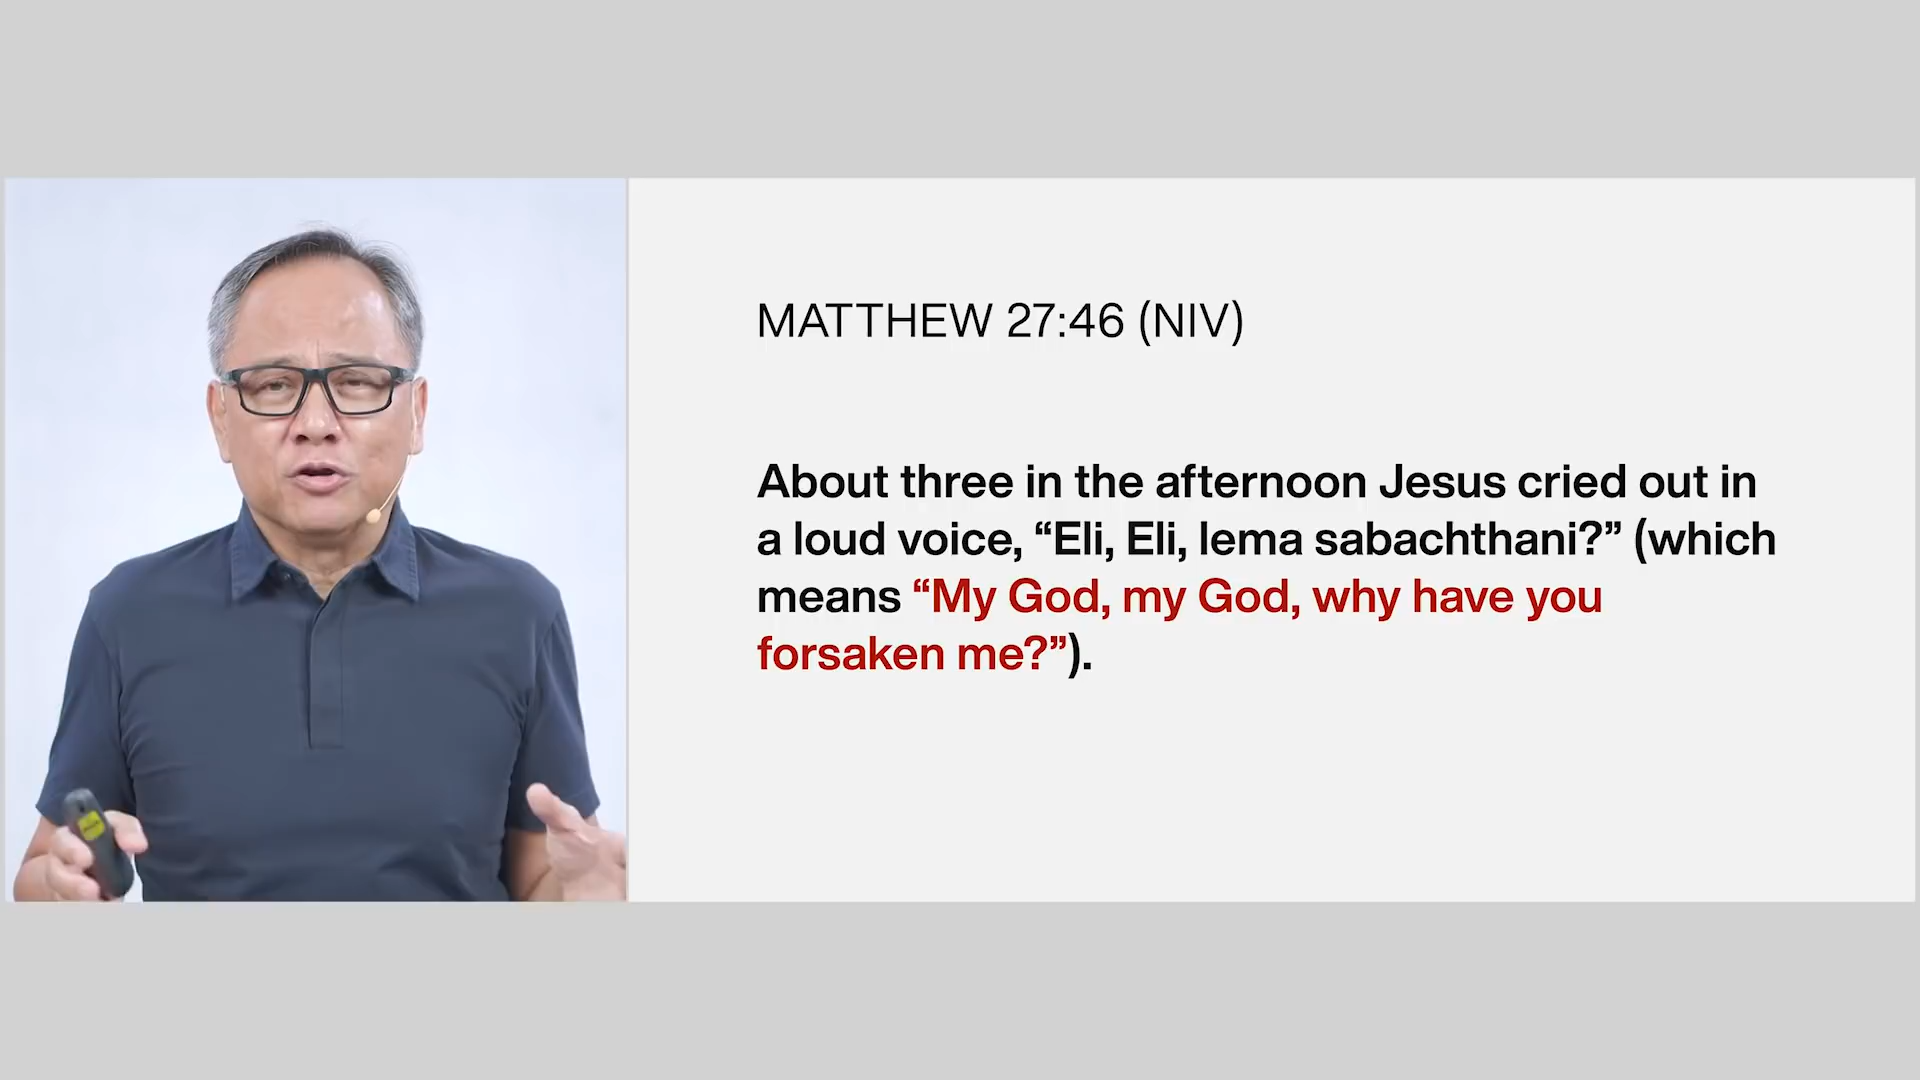 MATTHEW 27:46 (NIV)
About three in the afternoon Jesus cried out in
a loud voice, “Eli, Eli, lema sabachthani?” (which
means “My God, my God, why have you
forsaken me?”).